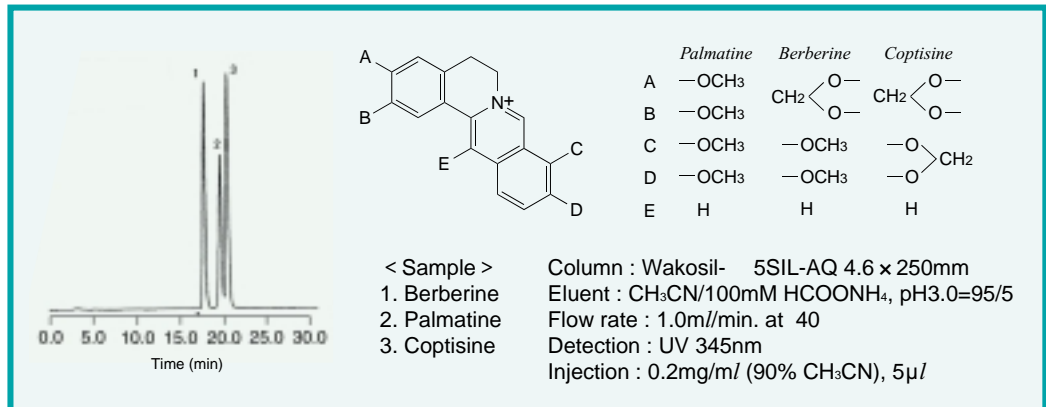 1
2
3
0.0 5.0 10.0 15.0 20.0 25.0 30.0
Time (min)
A
B
N+
E
C
D
Palmatine Berberine Coptisine
A —OCH₃ CH₂ O— CH₂ O—
B —OCH₃ O— O—
C —OCH₃ —OCH₃ —O CH₂
D —OCH₃ —OCH₃ —O
E H H H
< Sample >
1. Berberine
2. Palmatine
3. Coptisine
Column : Wakosil- 5SIL-AQ 4.6 × 250mm
Eluent : CH₃CN/100mM HCOONH₄, pH3.0=95/5
Flow rate : 1.0ml/min. at 40
Detection : UV 345nm
Injection : 0.2mg/ml (90% CH₃CN), 5µl